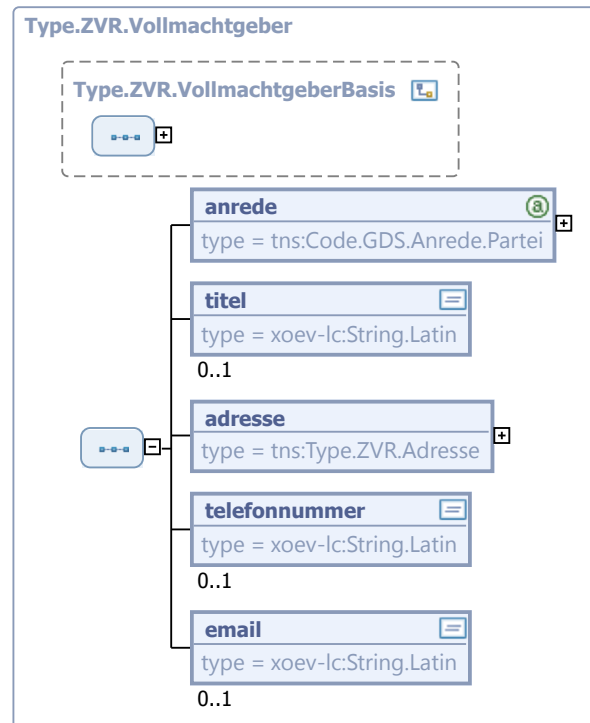 Type.ZVR.Vollmachtgeber
Type.ZVR.VollmachtgeberBasis
anrede
type = tns:Code.GDS.Anrede.Partei
titel
type = xoev-lc:String.Latin
0..1
adresse
type = tns:Type.ZVR.Adresse
telefonnummer
type = xoev-lc:String.Latin
0..1
email
type = xoev-lc:String.Latin
0..1